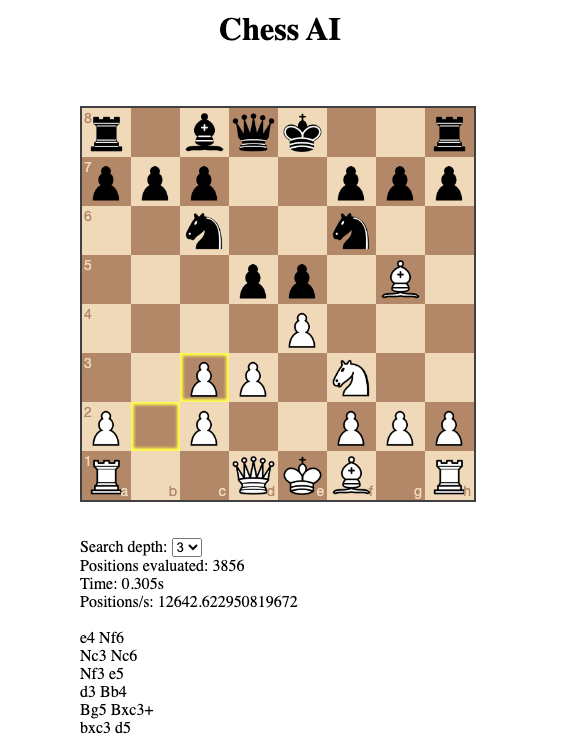 Chess AI
8
7
6
5
4
3
2
1
a b c d e f g h
Search depth: 3
Positions evaluated: 3856
Time: 0.305s
Positions/s: 12642.622950819672
e4 Nf6
Nc3 Nc6
Nf3 e5
d3 Bb4
Bg5 Bxc3+
bxc3 d5